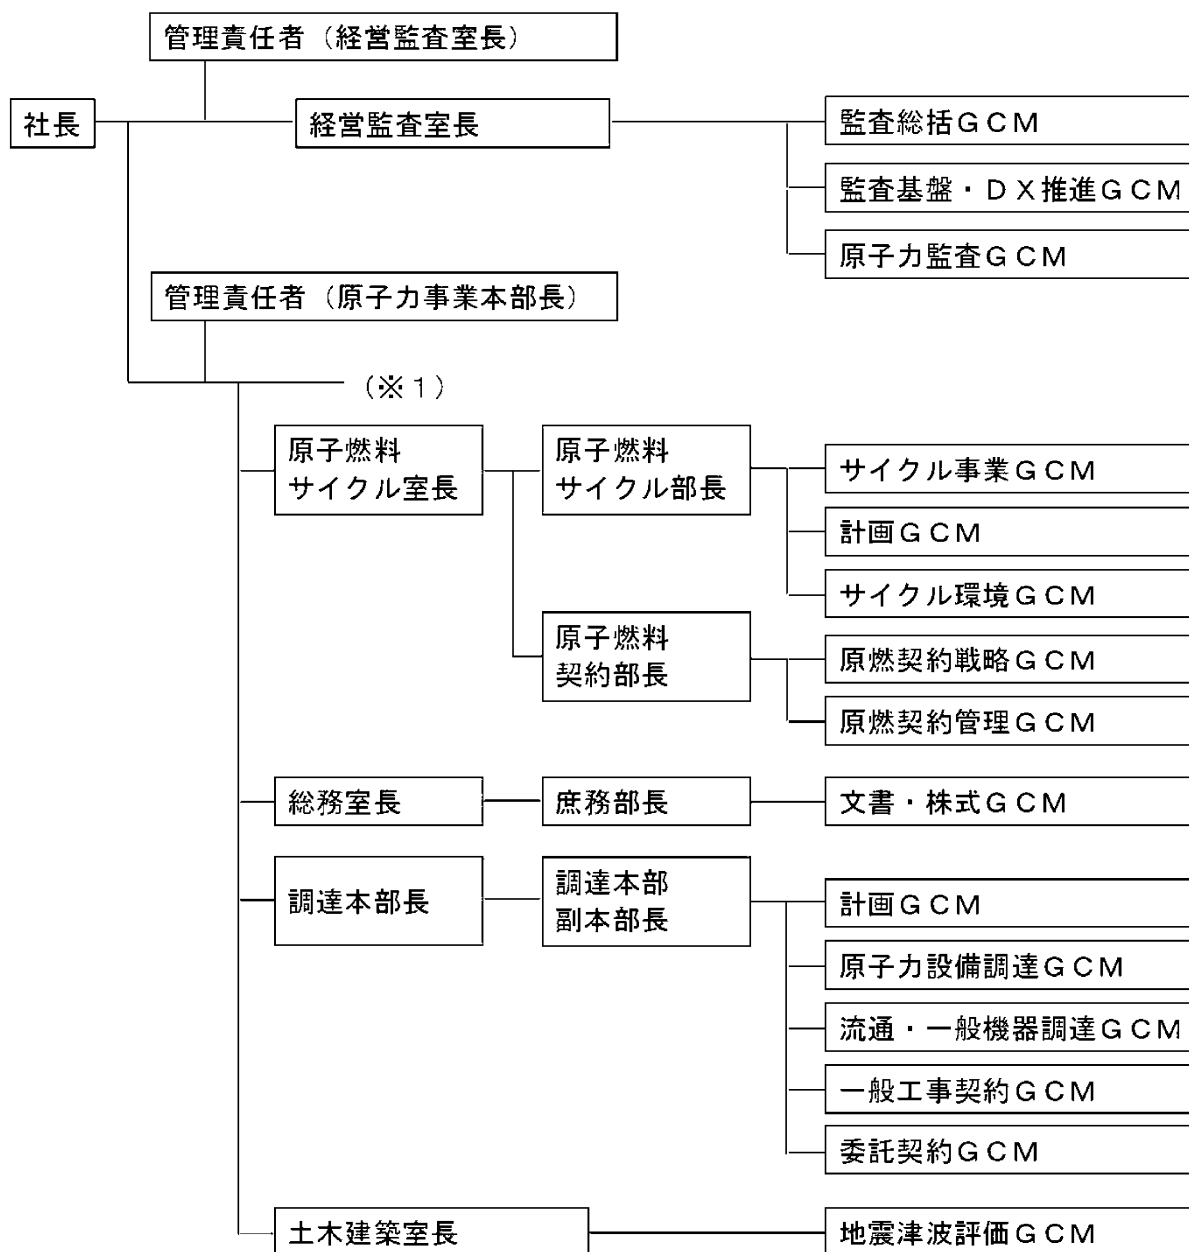 管理責任者（経営監査室長）
社長
経営監査室長
監査総括ＧＣＭ
監査基盤・ＤＸ推進ＧＣＭ
原子力監査ＧＣＭ
管理責任者（原子力事業本部長）
（※１）
原子燃料
サイクル室長
原子燃料
サイクル部長
サイクル事業ＧＣＭ
計画ＧＣＭ
サイクル環境ＧＣＭ
原子燃料
契約部長
原燃契約戦略ＧＣＭ
原燃契約管理ＧＣＭ
総務室長
庶務部長
文書・株式ＧＣＭ
調達本部長
調達本部
副本部長
計画ＧＣＭ
原子力設備調達ＧＣＭ
流通・一般機器調達ＧＣＭ
一般工事契約ＧＣＭ
委託契約ＧＣＭ
土木建築室長
地震津波評価ＧＣＭ